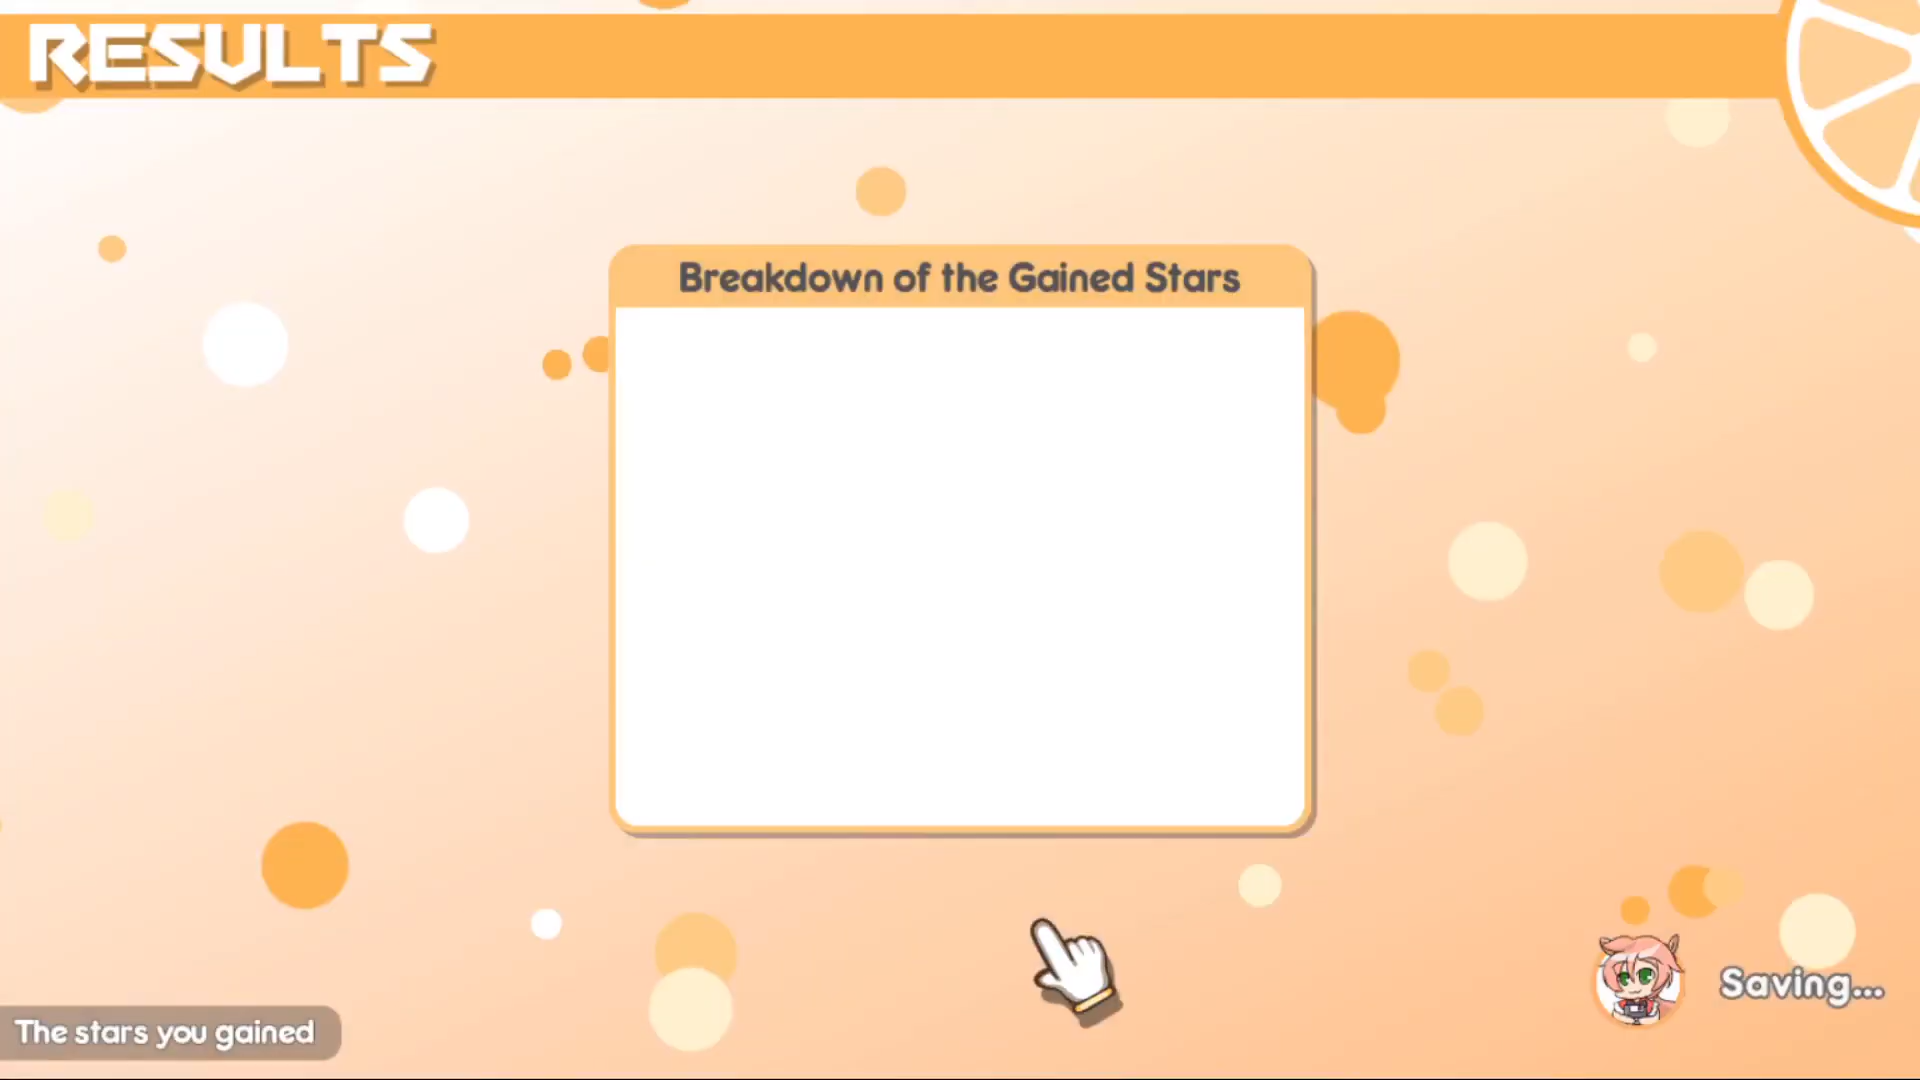 RESULTS
Breakdown of the Gained Stars
Saving...
The stars you gained